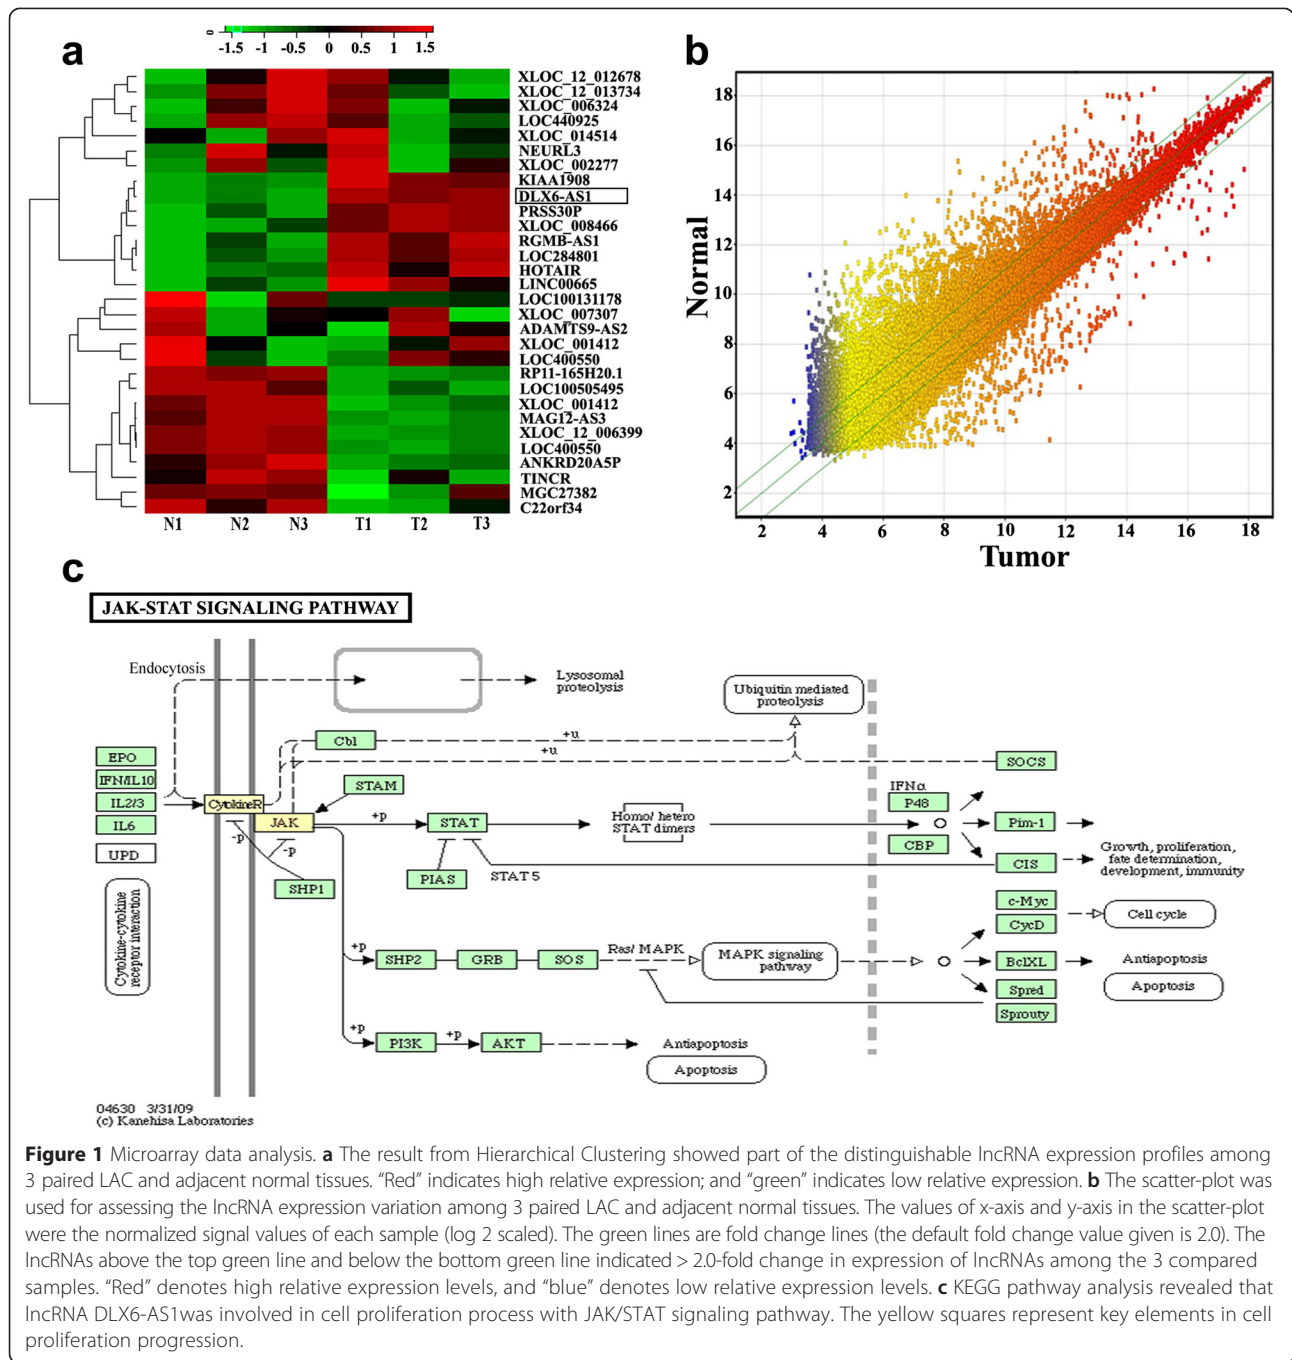 a
0
-1.5 -1 -0.5 0 0.5 1 1.5
XLOC_12_012678
XLOC_12_013734
XLOC_006324
LOC440925
XLOC_014514
NEURL3
XLOC_002277
KIAA1908
DLX6-AS1
PRSS30P
XLOC_008466
RGMB-AS1
LOC284801
HOTAIR
LINC00665
LOC100131178
XLOC_007307
ADAMTS9-AS2
XLOC_001412
LOC400550
RP11-165H20.1
LOC100505495
XLOC_001412
MAG12-AS3
XLOC_12_006399
LOC400550
ANKRD20A5P
TINCR
MGC27382
C22orf34
N1 N2 N3 T1 T2 T3
b
Normal
18
16
14
12
10
8
6
4
2
2 4 6 8 10 12 14 16 18
Tumor
c
JAK-STAT SIGNALING PATHWAY
Endocytosis
Lysosomal
proteolysis
Ubiquitin mediated
proteolysis
Cbl
+u
+u
EPO
IFN/IL10
IL2/3
IL6
UPD
Cytokine-cytokine
receptor interaction
CytokineR
JAK
STAM
-p
-p
SHP1
+p
STAT
PIAS
STAT 5
Homo/ hetero
STAT dimers
IFNα
P48
CBP
SOCS
Pim-1
CIS
Growth, proliferation,
fate determination,
development, immunity
c-Myc
CycD
Cell cycle
+p
SHP2
GRB
SOS
Ras/ MAPK
MAPK signaling
pathway
BclXL
Antiapoptosis
Spred
Apoptosis
Sprouty
+p
PI3K
+p
AKT
Antiapoptosis
Apoptosis
04630 3/31/09
(c) Kanehisa Laboratories
Figure 1 Microarray data analysis. a The result from Hierarchical Clustering showed part of the distinguishable lncRNA expression profiles among
3 paired LAC and adjacent normal tissues. “Red” indicates high relative expression; and “green” indicates low relative expression. b The scatter-plot was
used for assessing the lncRNA expression variation among 3 paired LAC and adjacent normal tissues. The values of x-axis and y-axis in the scatter-plot
were the normalized signal values of each sample (log 2 scaled). The green lines are fold change lines (the default fold change value given is 2.0). The
lncRNAs above the top green line and below the bottom green line indicated > 2.0-fold change in expression of lncRNAs among the 3 compared
samples. “Red” denotes high relative expression levels, and “blue” denotes low relative expression levels. c KEGG pathway analysis revealed that
lncRNA DLX6-AS1was involved in cell proliferation process with JAK/STAT signaling pathway. The yellow squares represent key elements in cell
proliferation progression.